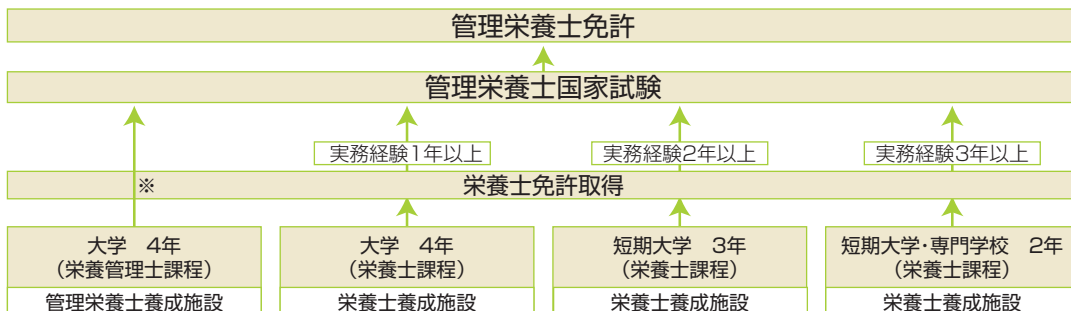 管理栄養士免許
管理栄養士国家試験
実務経験1年以上
実務経験2年以上
実務経験3年以上
※
栄養士免許取得
大学　4年
（栄養管理士課程）
管理栄養士養成施設
大学　4年
（栄養士課程）
栄養士養成施設
短期大学　3年
（栄養士課程）
栄養士養成施設
短期大学・専門学校　2年
（栄養士課程）
栄養士養成施設